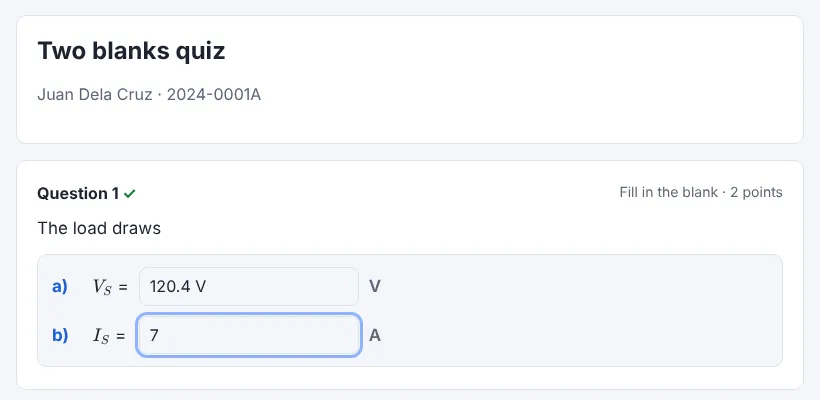 Two blanks quiz
Juan Dela Cruz · 2024-0001A
Question 1 ✓
Fill in the blank · 2 points
The load draws
a) V_S = 120.4 V V
b) I_S = 7 A